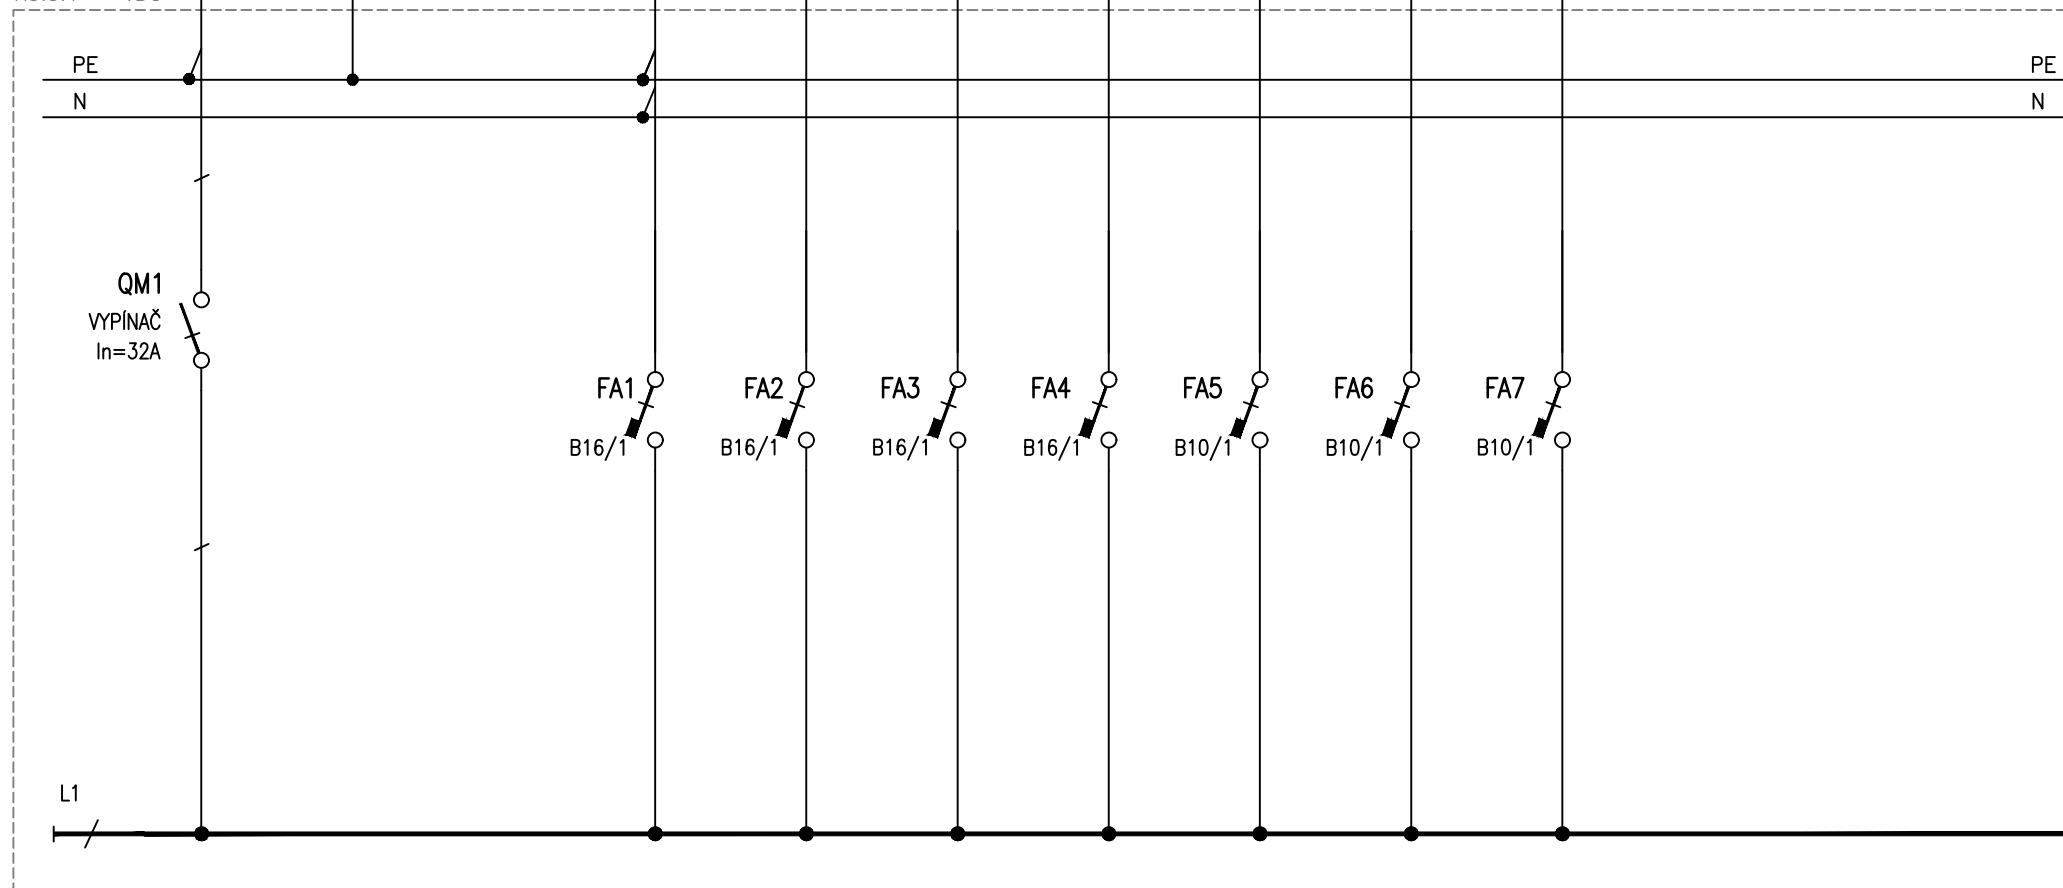 PE
PE
N
N
QM1
VYPÍNAČ
In=32A
FA1
FA2
FA3
FA4
FA5
FA6
FA7
B16/1
B16/1
B16/1
B16/1
B10/1
B10/1
B10/1
L1